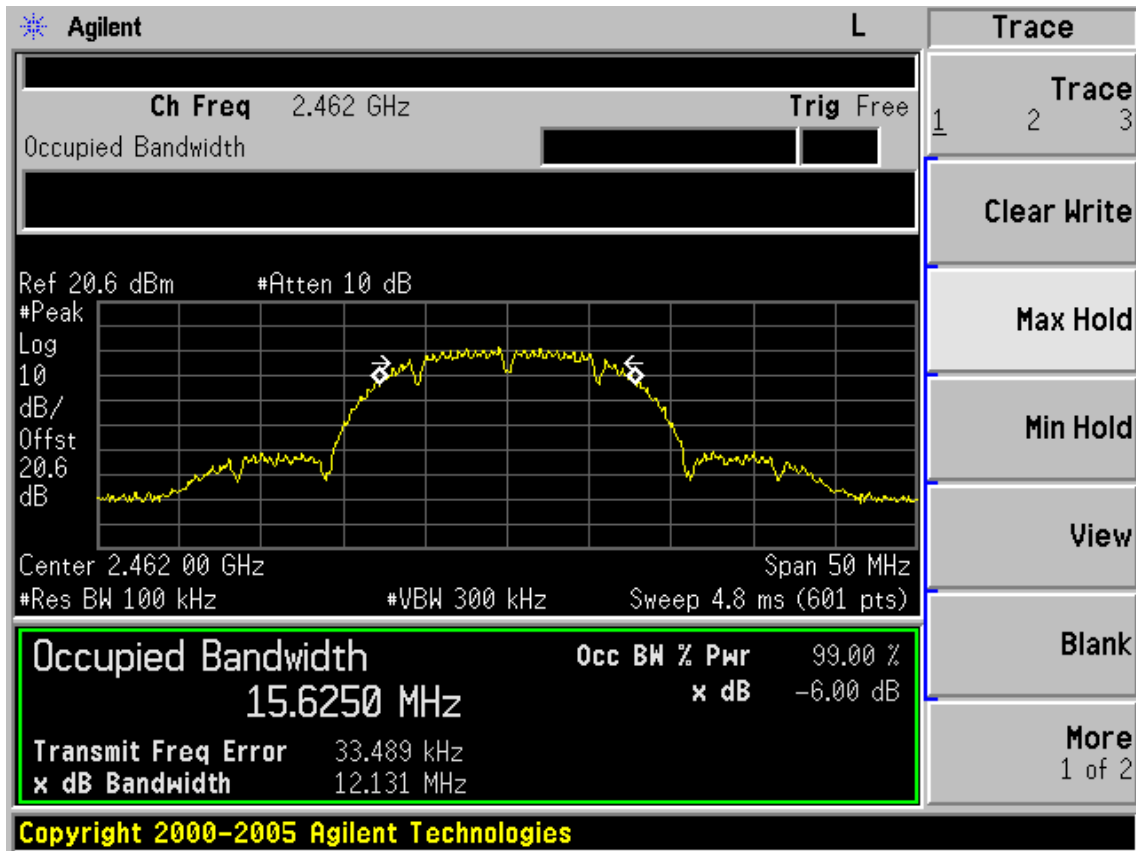 Agilent L Trace
Ch Freq 2.462 GHz Trig Free
Occupied Bandwidth
Trace
1 2 3
Clear Write
Max Hold
Min Hold
View
Blank
More
1 of 2
Ref 20.6 dBm #Atten 10 dB
#Peak
Log
10
dB/
Offst
20.6
dB
Center 2.462 00 GHz Span 50 MHz
#Res BW 100 kHz #VBW 300 kHz Sweep 4.8 ms (601 pts)
Occupied Bandwidth Occ BW % Pwr 99.00 %
15.6250 MHz x dB -6.00 dB
Transmit Freq Error 33.489 kHz
x dB Bandwidth 12.131 MHz
Copyright 2000-2005 Agilent Technologies